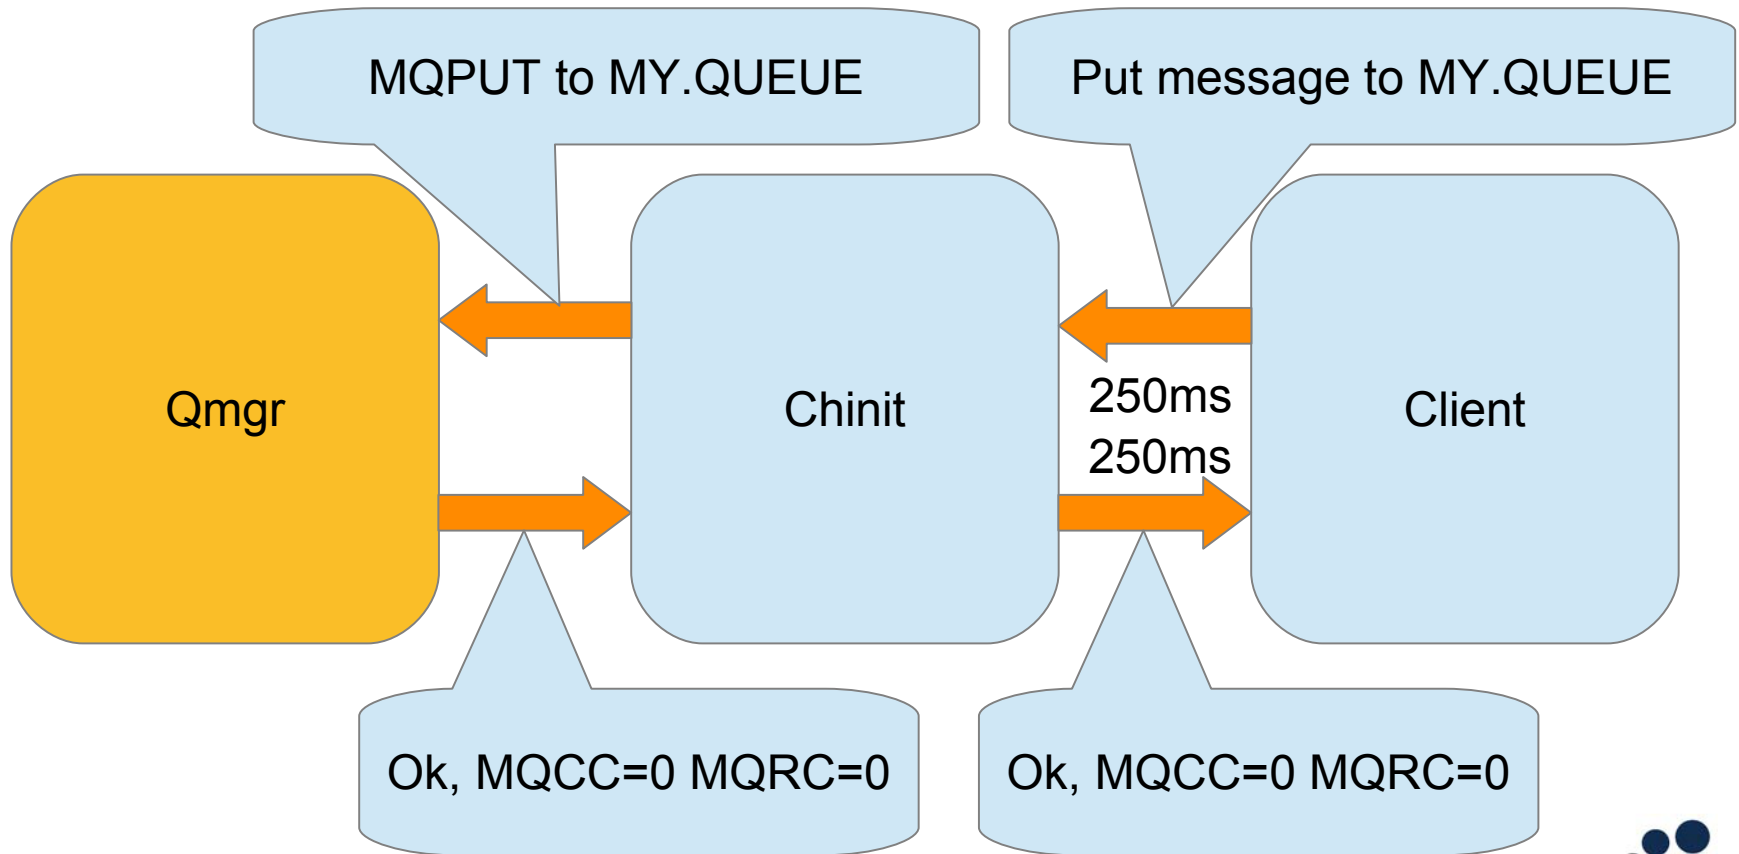 MQPUT to MY.QUEUE
Put message to MY.QUEUE
Qmgr
Chinit
250ms
250ms
Client
Ok, MQCC=0 MQRC=0
Ok, MQCC=0 MQRC=0